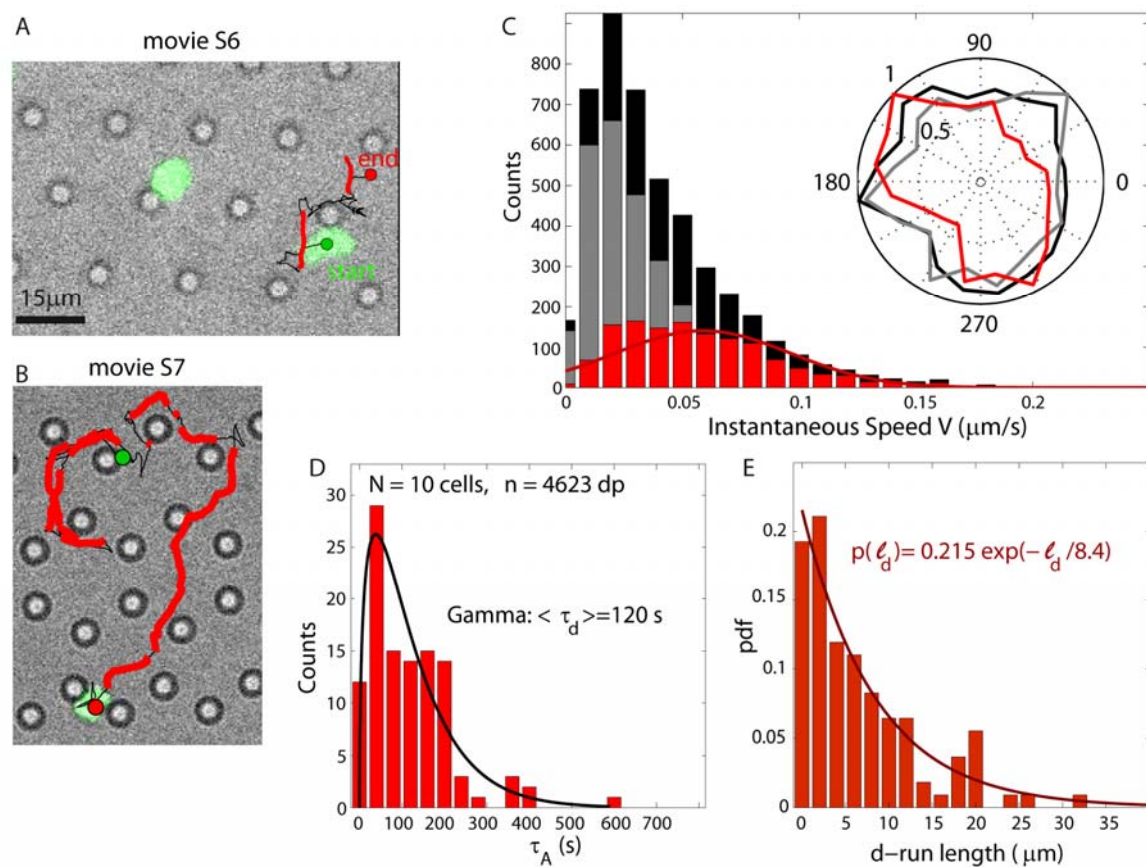 A
movie S6
end
start
15μm
B
movie S7
C
Counts
800
700
600
500
400
300
200
100
0
0
0.05
0.1
0.15
0.2
Instantaneous Speed V (μm/s)
90
1
0.5
180
0
270
D
N = 10 cells, n = 4623 dp
Gamma: < τd >=120 s
Counts
30
25
20
15
10
5
0
0 100 200 300 400 500 600 700
τA (s)
E
p(ℓd)= 0.215 exp(−ℓd/8.4)
pdf
0.2
0.15
0.1
0.05
0
0 5 10 15 20 25 30 35
d−run length ( μm)